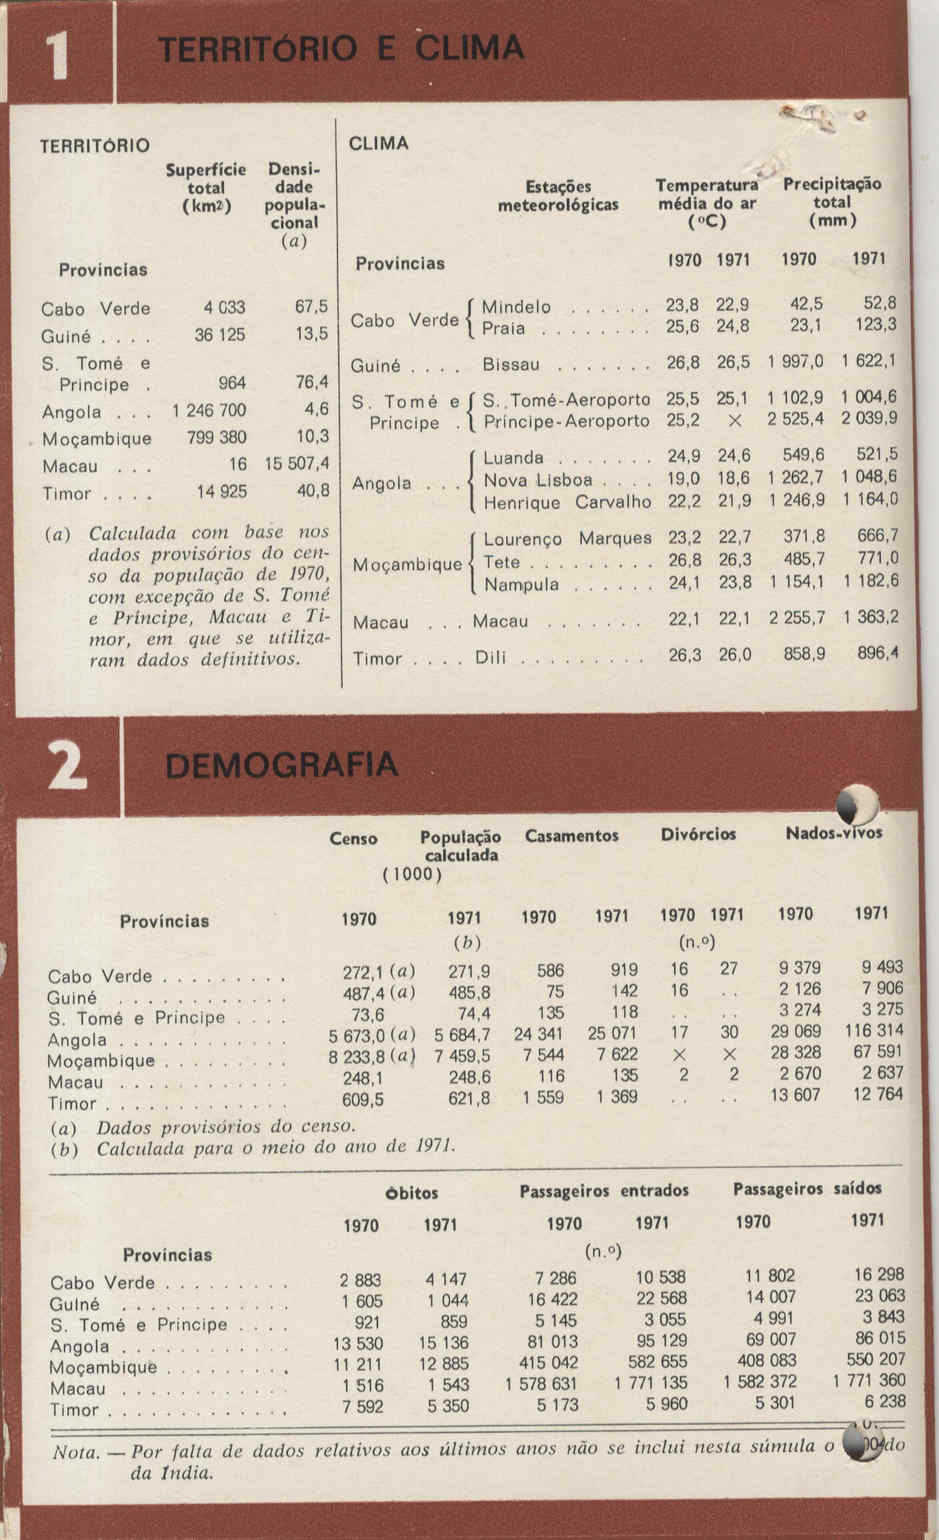 1 TERRITÓRIO E CLIMA
TERRITÓRIO
Superfície total (km²) Densidade populacional (a)
Províncias
Cabo Verde 4 033 67,5
Guiné . . . . 36 125 13,5
S. Tomé e
Príncipe . 964 76,4
Angola . . . 1 246 700 4,6
Moçambique 799 380 10,3
Macau . . . 16 15 507,4
Timor . . . . 14 925 40,8
(a) Calculada com base nos
dados provisórios do cen-
so da população de 1970,
com excepção de S. Tomé
e Príncipe, Macau e Ti-
mor, em que se utiliza-
ram dados definitivos.
CLIMA
Estações meteorológicas Temperatura média do ar (ºC) Precipitação total (mm)
Províncias 1970 1971 1970 1971
Cabo Verde { Mindelo . . . . . . 23,8 22,9 42,5 52,8
Praia . . . . . . . . 25,6 24,8 23,1 123,3
Guiné . . . . Bissau . . . . . . . 26,8 26,5 1 997,0 1 622,1
S. Tomé e { S. Tomé-Aeroporto 25,5 25,1 1 102,9 1 004,6
Príncipe . Príncipe-Aeroporto 25,2 × 2 525,4 2 039,9
Luanda . . . . . . . 24,9 24,6 549,6 521,5
Angola . . . { Nova Lisboa . . . . 19,0 18,6 1 262,7 1 048,6
Henrique Carvalho 22,2 21,9 1 246,9 1 164,0
Lourenço Marques 23,2 22,7 371,8 666,7
Moçambique { Tete . . . . . . . . . 26,8 26,3 485,7 771,0
Nampula . . . . . . 24,1 23,8 1 154,1 1 182,6
Macau . . . Macau . . . . . . . 22,1 22,1 2 255,7 1 363,2
Timor . . . . Dili . . . . . . . . . 26,3 26,0 858,9 896,4
2 DEMOGRAFIA
Censo População calculada Casamentos Divórcios Nados-vivos
(1000)
Províncias 1970 1971 1970 1971 1970 1971 1970 1971
(b) (n.º)
Cabo Verde . . . . . . . . . 272,1 (a) 271,9 586 919 16 27 9 379 9 493
Guiné . . . . . . . . . . . . 487,4 (a) 485,8 75 142 16 . . 2 126 7 906
S. Tomé e Príncipe . . . . 73,6 74,4 135 118 . . . . 3 274 3 275
Angola . . . . . . . . . . . . 5 673,0 (a) 5 684,7 24 341 25 071 17 30 29 069 116 314
Moçambique . . . . . . . . . 8 233,8 (a) 7 459,5 7 544 7 622 × × 28 328 67 591
Macau . . . . . . . . . . . . 248,1 248,6 116 135 2 2 2 670 2 637
Timor . . . . . . . . . . . . . 609,5 621,8 1 559 1 369 . . . . 13 607 12 764
(a) Dados provisórios do censo.
(b) Calculada para o meio do ano de 1971.
Óbitos Passageiros entrados Passageiros saídos
1970 1971 1970 1971 1970 1971
Províncias (n.º)
Cabo Verde . . . . . . . . . 2 883 4 147 7 286 10 538 11 802 16 298
Guiné . . . . . . . . . . . . 1 605 1 044 16 422 22 568 14 007 23 063
S. Tomé e Príncipe . . . . 921 859 5 145 3 055 4 991 3 843
Angola . . . . . . . . . . . . 13 530 15 136 81 013 95 129 69 007 86 015
Moçambique . . . . . . . . . 11 211 12 885 415 042 582 655 408 083 550 207
Macau . . . . . . . . . . . . 1 516 1 543 1 578 631 1 771 135 1 582 372 1 771 360
Timor . . . . . . . . . . . . . 7 592 5 350 5 173 5 960 5 301 6 238
Nota. — Por falta de dados relativos aos últimos anos não se inclui nesta súmula o
da Índia.